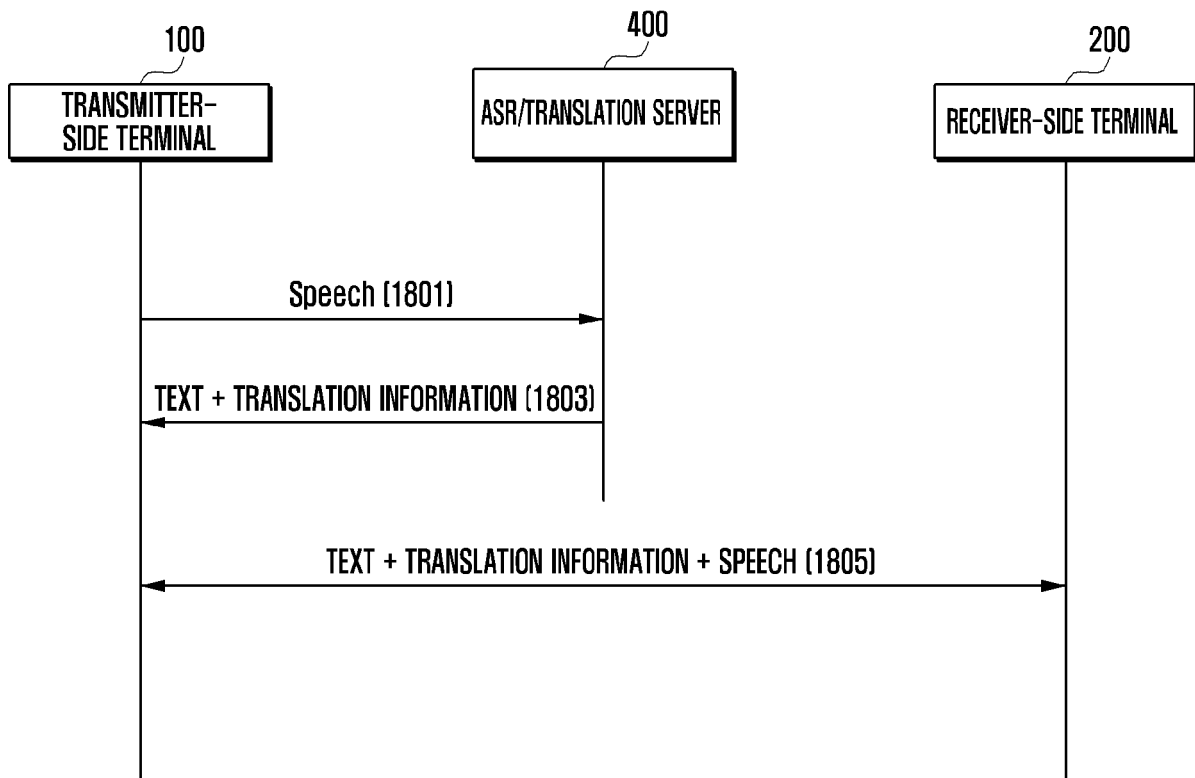 100
400
200
TRANSMITTER-
SIDE TERMINAL
ASR/TRANSLATION SERVER
RECEIVER-SIDE TERMINAL
Speech (1801)
TEXT + TRANSLATION INFORMATION (1803)
TEXT + TRANSLATION INFORMATION + SPEECH (1805)